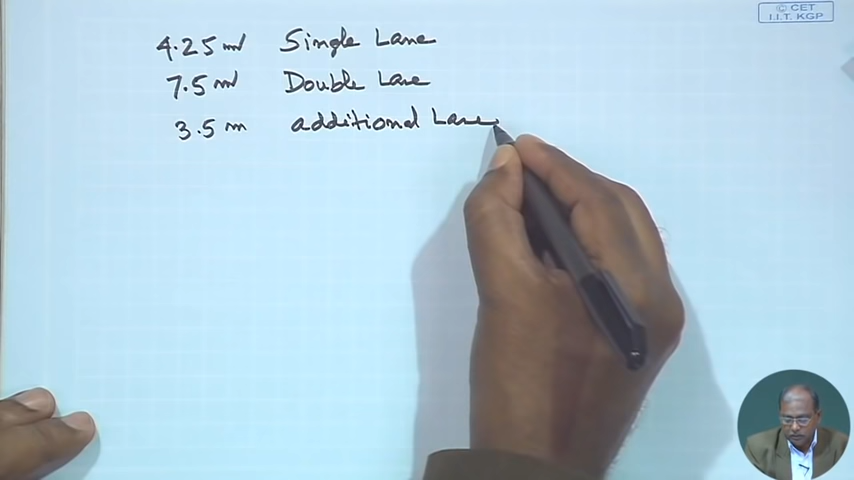 © CET
I.I.T. KGP
4.25 m Single Lane
7.5 m Double Lane
3.5 m additional Lane